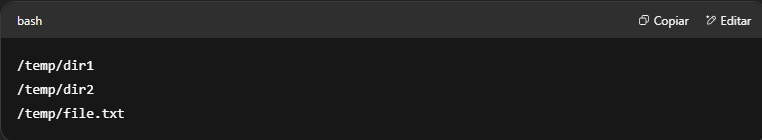 bash
Copiar
Editar
/temp/dir1
/temp/dir2
/temp/file.txt